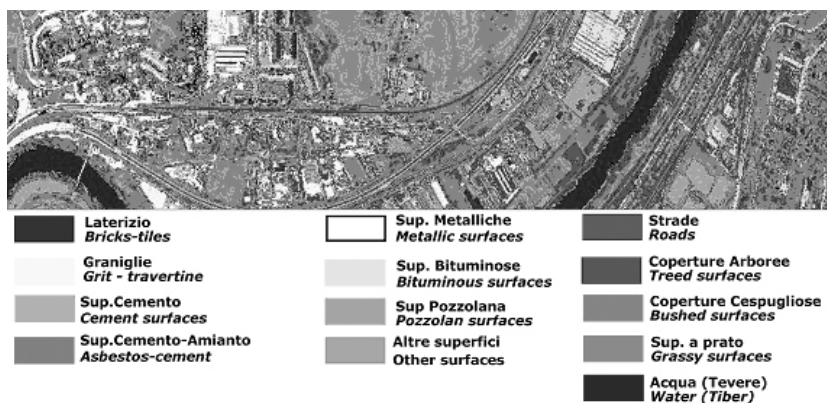 Laterizio
Bricks-tiles
Graniglie
Grit - travertine
Sup.Cemento
Cement surfaces
Sup.Cemento-Amianto
Asbestos-cement
Sup. Metalliche
Metallic surfaces
Sup. Bituminose
Bituminous surfaces
Sup Pozzolana
Pozzolan surfaces
Altre superfici
Other surfaces
Strade
Roads
Coperture Arboree
Treed surfaces
Coperture Cespugliose
Bushed surfaces
Sup. a prato
Grassy surfaces
Acqua (Tevere)
Water (Tiber)